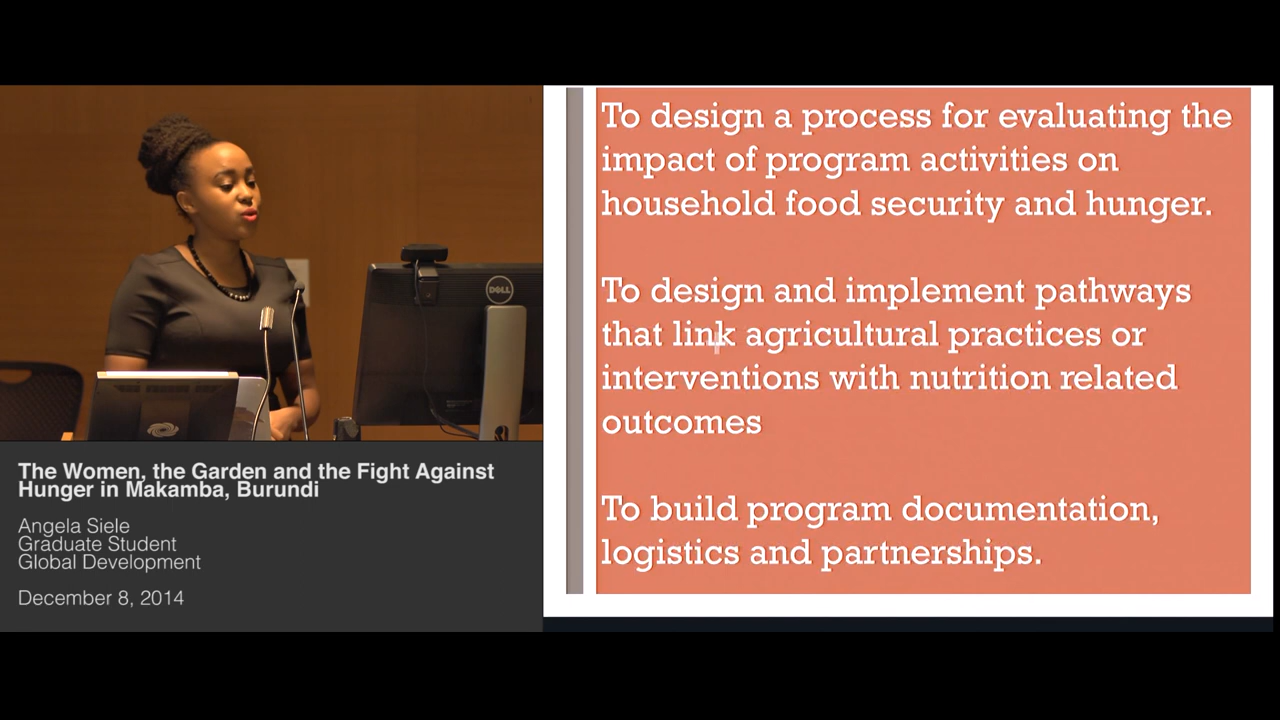 To design a process for evaluating the
impact of program activities on
household food security and hunger.
To design and implement pathways
that link agricultural practices or
interventions with nutrition related
outcomes
To build program documentation,
logistics and partnerships.
DELL
The Women, the Garden and the Fight Against
Hunger in Makamba, Burundi
Angela Siele
Graduate Student
Global Development
December 8, 2014